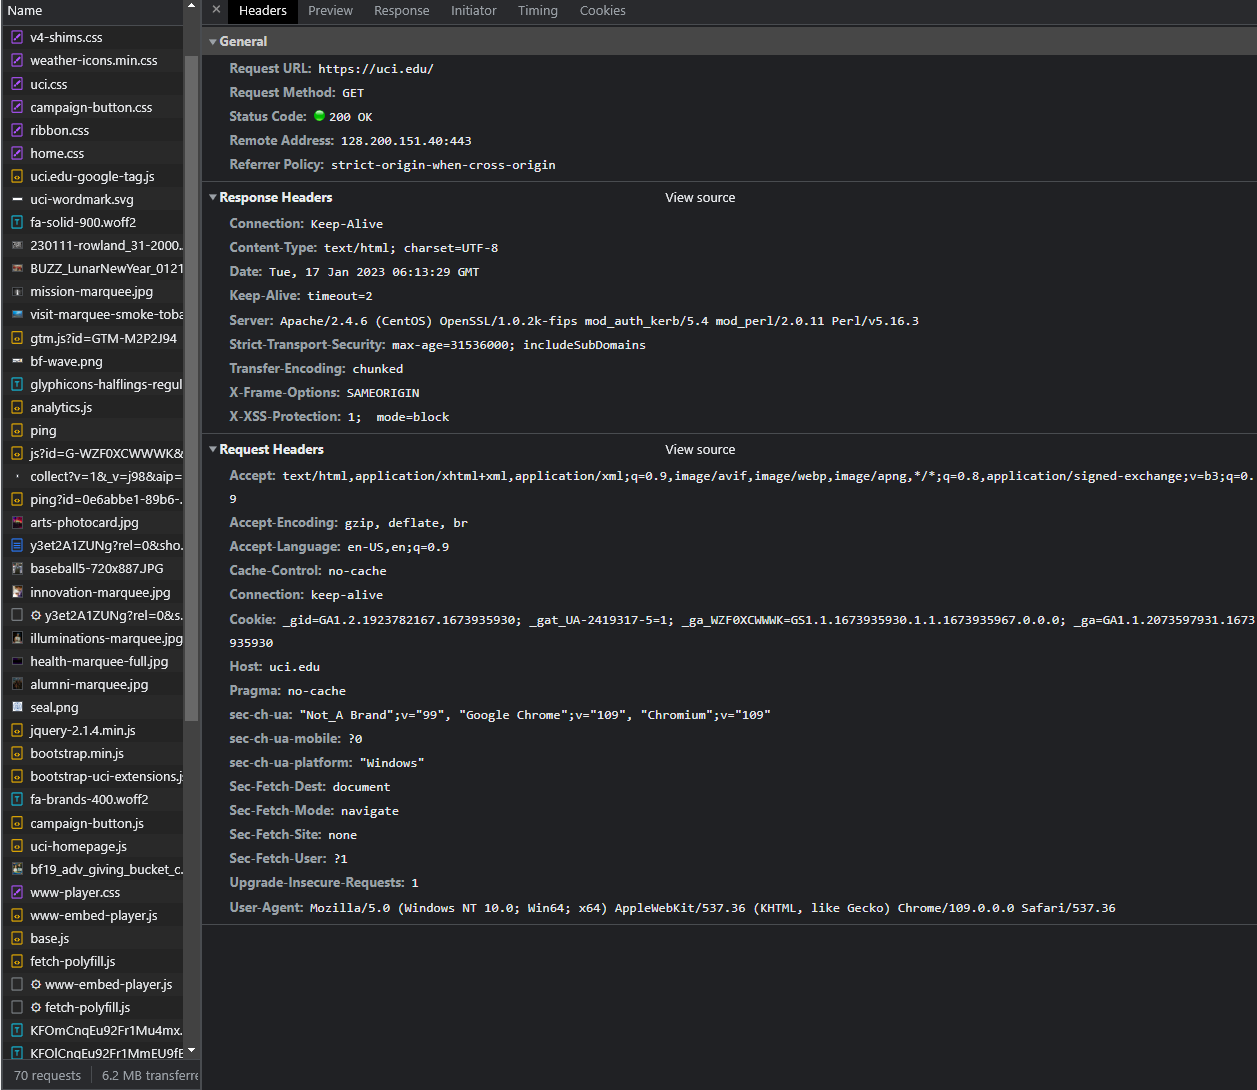 Name
v4-shims.css
weather-icons.min.css
uci.css
campaign-button.css
ribbon.css
home.css
uci.edu-google-tag.js
uci-wordmark.svg
fa-solid-900.woff2
230111-rowland_31-2000..
BUZZ_LunarNewYear_0121
mission-marquee.jpg
visit-marquee-smoke-toba
gtm.js?id=GTM-M2P2J94
bf-wave.png
glyphicons-halflings-regul
analytics.js
ping
js?id=G-WZF0XCWWWK&
collect?v=1&_v=j98&aip=
ping?id=0e6abbe1-89b6-.
arts-photocard.jpg
y3et2A1ZUNg?rel=0&sho.
baseball5-720x887.JPG
innovation-marquee.jpg
y3et2A1ZUNg?rel=0&s.
illuminations-marquee.jpg
health-marquee-full.jpg
alumni-marquee.jpg
seal.png
jquery-2.1.4.min.js
bootstrap.min.js
bootstrap-uci-extensions.js
fa-brands-400.woff2
campaign-button.js
uci-homepage.js
bf19_adv_giving_bucket_c.
www-player.css
www-embed-player.js
base.js
fetch-polyfill.js
www-embed-player.js
fetch-polyfill.js
KFOmCnqEu92Fr1Mu4mx.
KFOlCnqEu92Fr1MmEU9fE
70 requests 6.2 MB transferre
× Headers Preview Response Initiator Timing Cookies
General
Request URL: https://uci.edu/
Request Method: GET
Status Code: 200 OK
Remote Address: 128.200.151.40:443
Referrer Policy: strict-origin-when-cross-origin
Response Headers View source
Connection: Keep-Alive
Content-Type: text/html; charset=UTF-8
Date: Tue, 17 Jan 2023 06:13:29 GMT
Keep-Alive: timeout=2
Server: Apache/2.4.6 (CentOS) OpenSSL/1.0.2k-fips mod_auth_kerb/5.4 mod_perl/2.0.11 Perl/v5.16.3
Strict-Transport-Security: max-age=31536000; includeSubDomains
Transfer-Encoding: chunked
X-Frame-Options: SAMEORIGIN
X-XSS-Protection: 1; mode=block
Request Headers View source
Accept: text/html,application/xhtml+xml,application/xml;q=0.9,image/avif,image/webp,image/apng,*/*;q=0.8,application/signed-exchange;v=b3;q=0.
9
Accept-Encoding: gzip, deflate, br
Accept-Language: en-US,en;q=0.9
Cache-Control: no-cache
Connection: keep-alive
Cookie: _gid=GA1.2.1923782167.1673935930; _gat_UA-2419317-5=1; _ga_WZF0XCWWWK=GS1.1.1673935930.1.1.1673935967.0.0.0; _ga=GA1.1.2073597931.1673
935930
Host: uci.edu
Pragma: no-cache
sec-ch-ua: "Not_A Brand";v="99", "Google Chrome";v="109", "Chromium";v="109"
sec-ch-ua-mobile: ?0
sec-ch-ua-platform: "Windows"
Sec-Fetch-Dest: document
Sec-Fetch-Mode: navigate
Sec-Fetch-Site: none
Sec-Fetch-User: ?1
Upgrade-Insecure-Requests: 1
User-Agent: Mozilla/5.0 (Windows NT 10.0; Win64; x64) AppleWebKit/537.36 (KHTML, like Gecko) Chrome/109.0.0.0 Safari/537.36